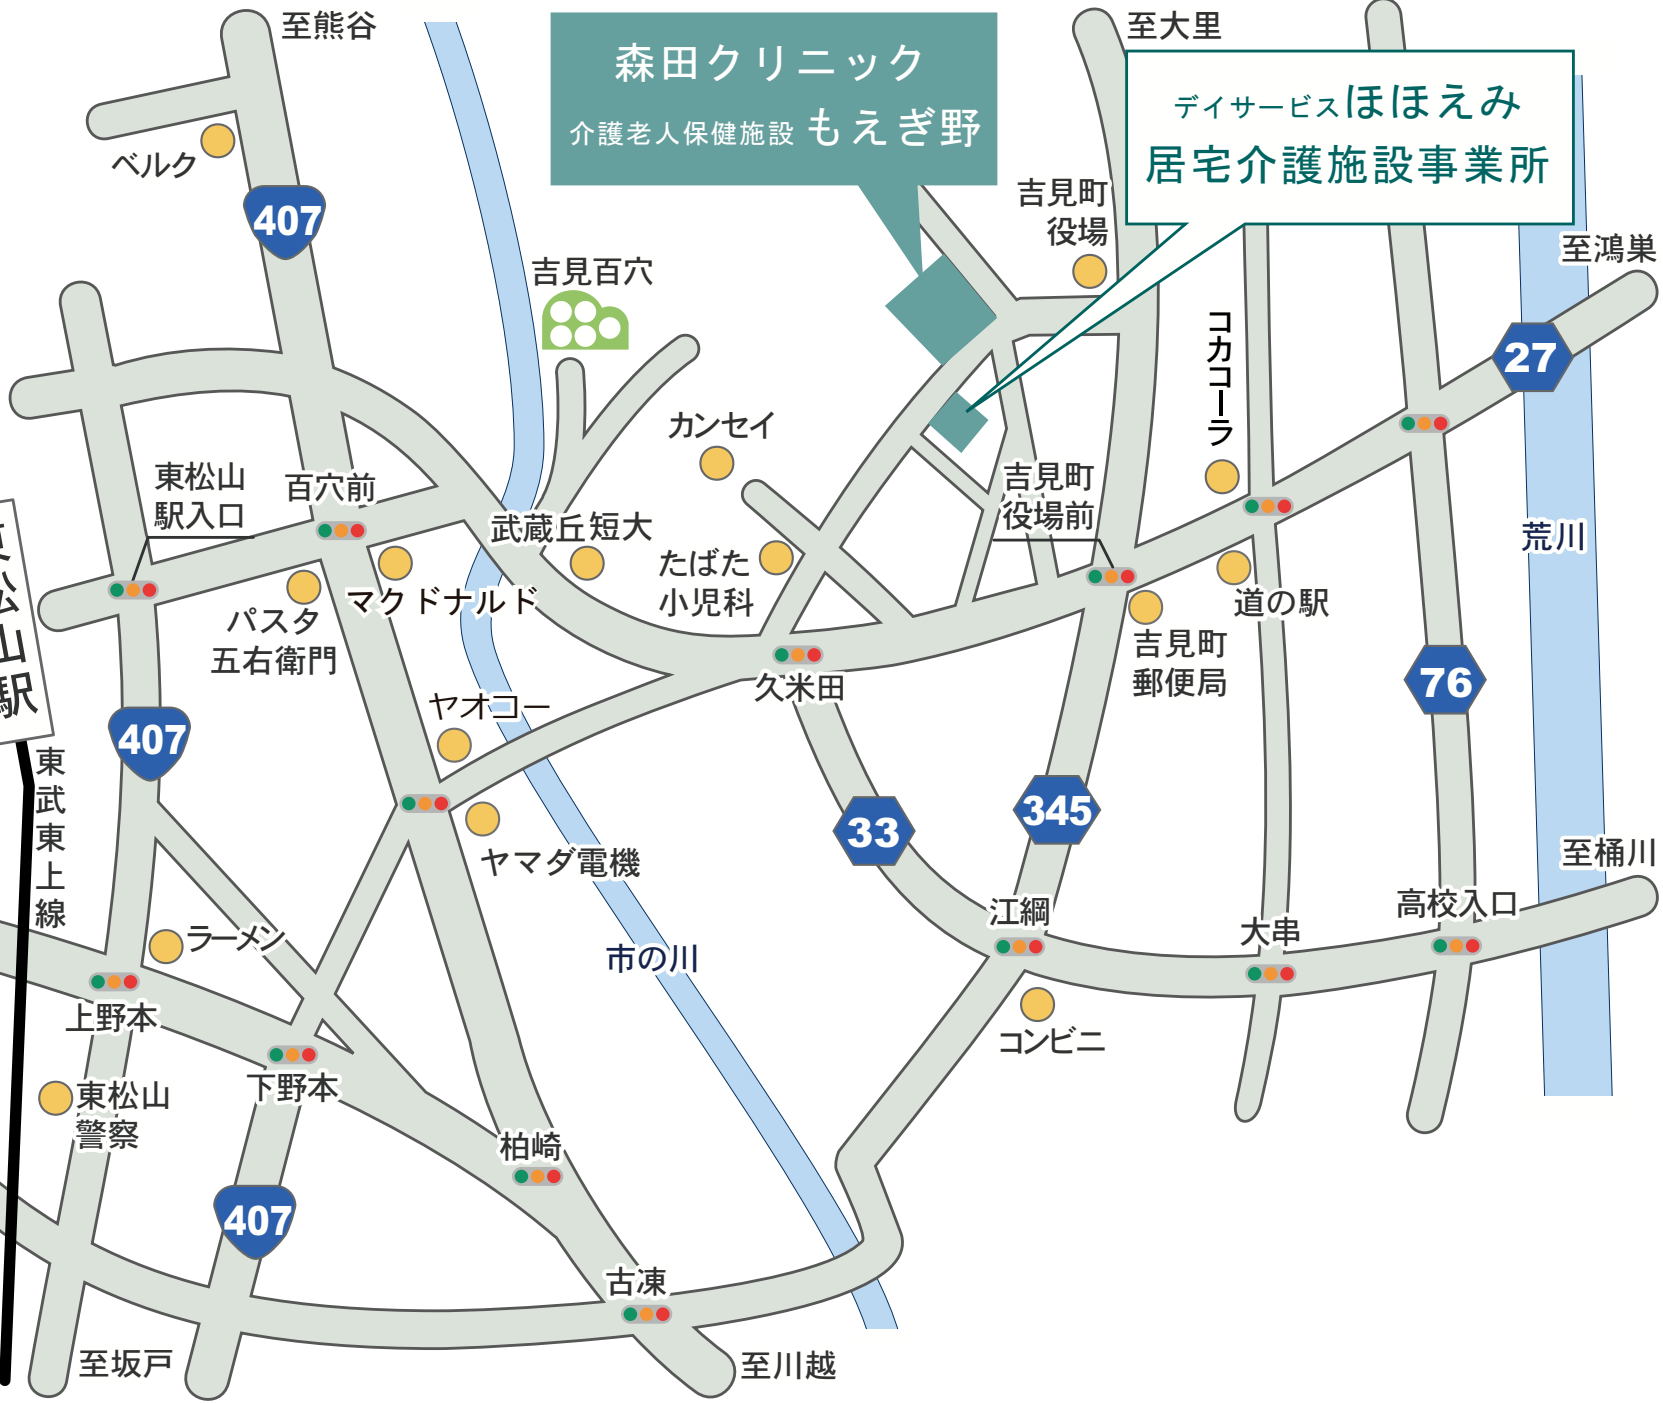 至熊谷
至大里
森田クリニック
介護老人保健施設 もえぎ野
デイサービスほほえみ
居宅介護施設事業所
ベルク
407
吉見町
役場
至鴻巣
吉見百穴
コカコーラ
27
カンセイ
東松山
駅入口
百穴前
吉見町
役場前
武蔵丘短大
荒川
たばた
小児科
マクドナルド
道の駅
パスタ
五右衛門
吉見町
郵便局
東松山駅
久米田
76
ヤオコー
407
東武東上線
345
33
ヤマダ電機
至桶川
高校入口
江綱
大串
ラーメン
市の川
上野本
コンビニ
下野本
東松山
警察
柏崎
407
古凍
至坂戸
至川越